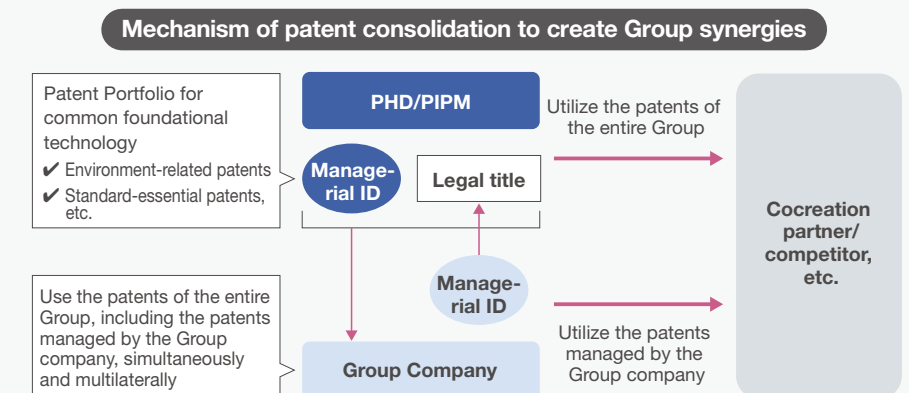 Mechanism of patent consolidation to create Group synergies
Patent Portfolio for
common foundational
technology
✔ Environment-related patents
✔ Standard-essential patents,
etc.
PHD/PIPM
Manage-
rial ID
Legal title
Utilize the patents of
the entire Group
Cocreation
partner/
competitor,
etc.
Manage-
rial ID
Use the patents of the entire
Group, including the patents
managed by the Group
company, simultaneously
and multilaterally
Group Company
Utilize the patents
managed by the
Group company